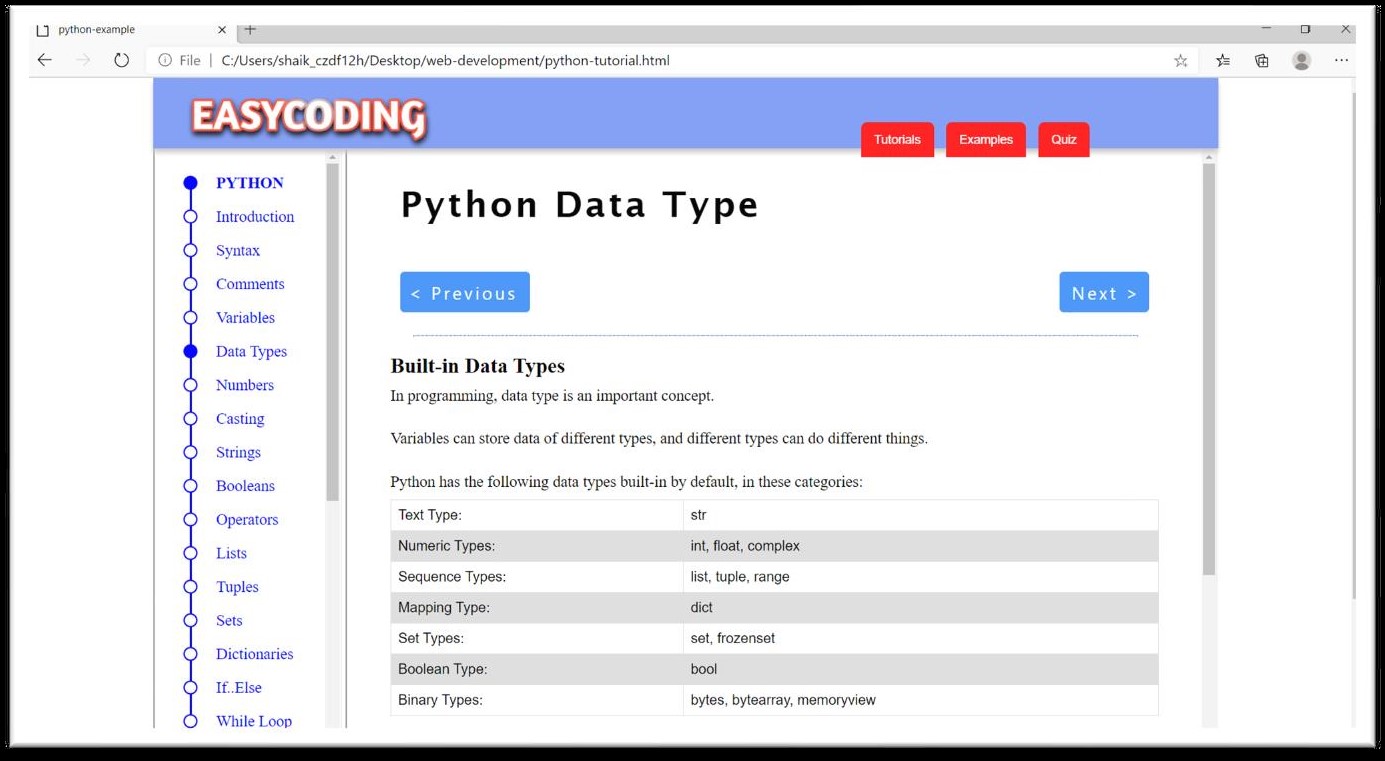 python-example
File | C:/Users/shaik_czdf12h/Desktop/web-development/python-tutorial.html
EASYCODING
Tutorials Examples Quiz
PYTHON
Introduction
Syntax
Comments
Variables
Data Types
Numbers
Casting
Strings
Booleans
Operators
Lists
Tuples
Sets
Dictionaries
If..Else
While Loop
Python Data Type
< Previous Next >
Built-in Data Types
In programming, data type is an important concept.
Variables can store data of different types, and different types can do different things.
Python has the following data types built-in by default, in these categories:
Text Type: str
Numeric Types: int, float, complex
Sequence Types: list, tuple, range
Mapping Type: dict
Set Types: set, frozenset
Boolean Type: bool
Binary Types: bytes, bytearray, memoryview